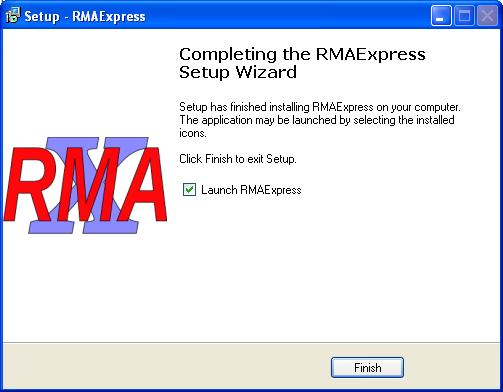 Setup - RMAExpress
Completing the RMAExpress
Setup Wizard
Setup has finished installing RMAExpress on your computer.
The application may be launched by selecting the installed
icons.
Click Finish to exit Setup.
Launch RMAExpress
X
RMA
Finish